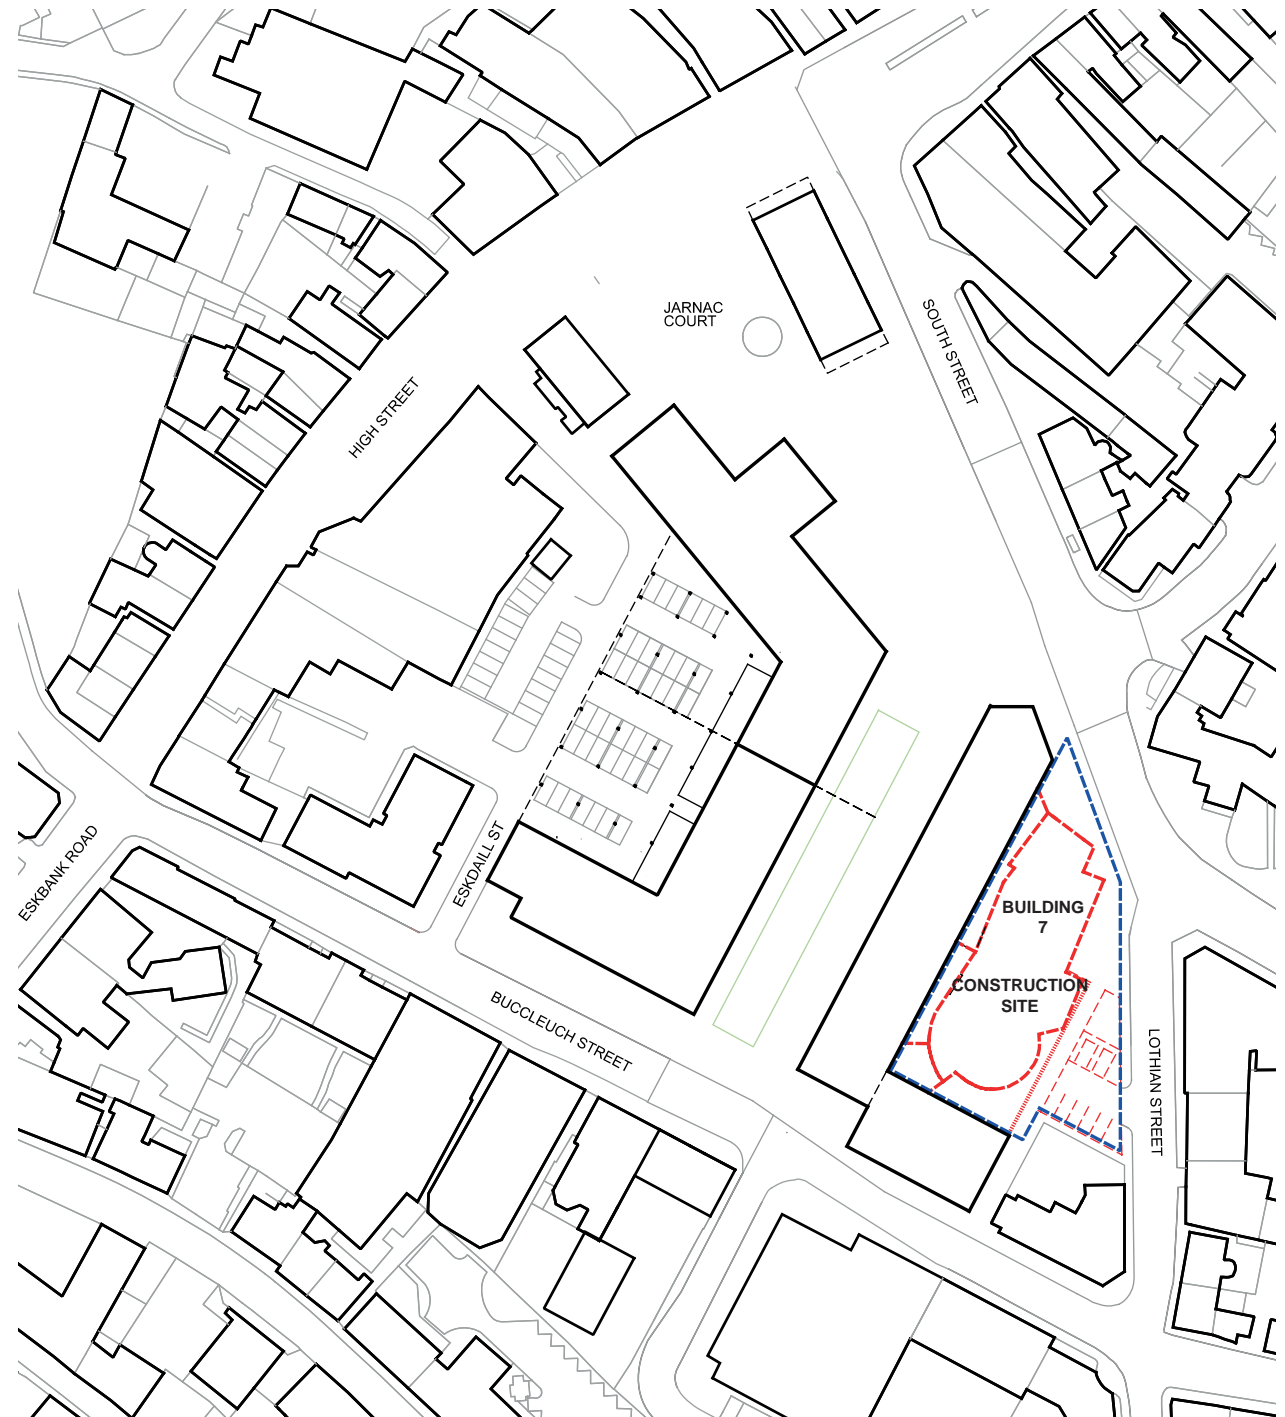 JARNAC
COURT
SOUTH STREET
HIGH STREET
ESKBANK ROAD
ESKDAILL ST
BUCCLEUCH STREET
BUILDING
7
CONSTRUCTION
SITE
LOTHIAN STREET